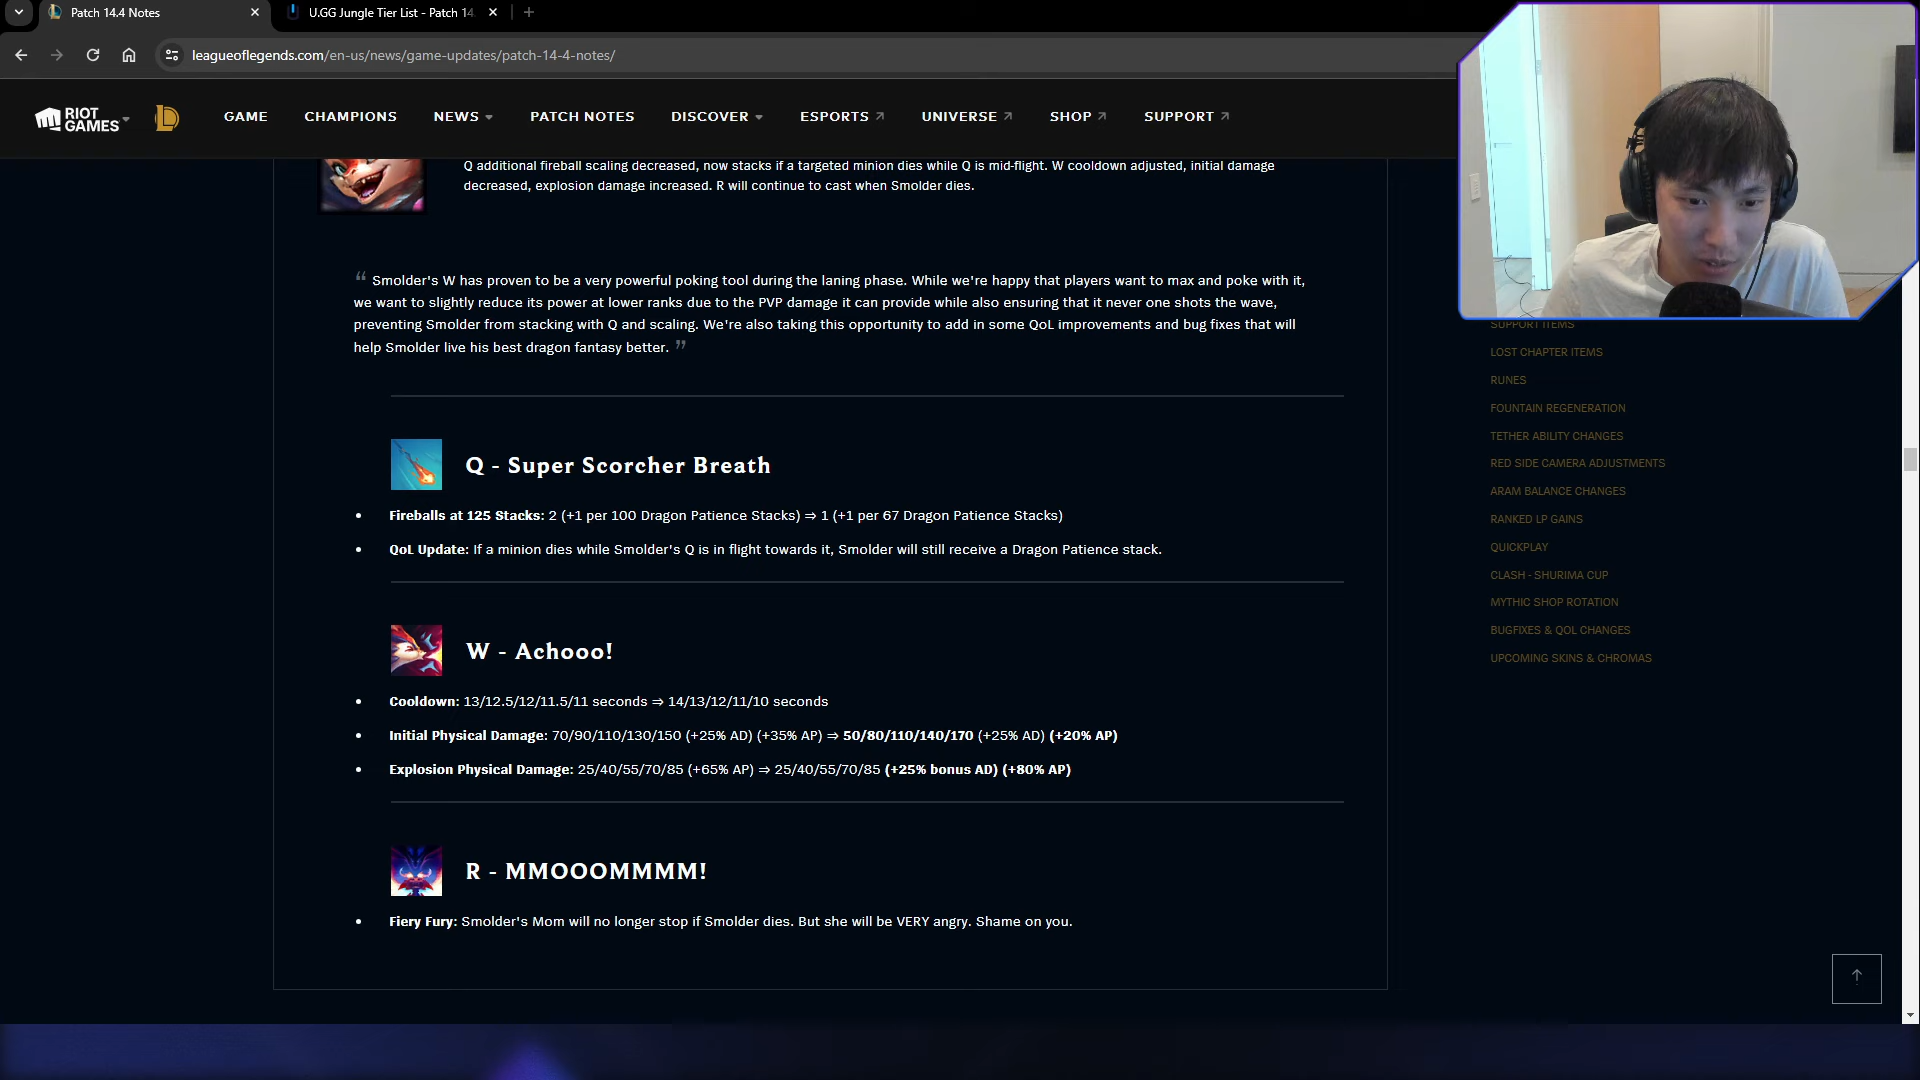 Patch 14.4 Notes
U.GG Jungle Tier List - Patch 14
leagueoflegends.com/en-us/news/game-updates/patch-14-4-notes/
RIOT GAMES
GAME
CHAMPIONS
NEWS
PATCH NOTES
DISCOVER
ESPORTS
UNIVERSE
SHOP
SUPPORT
Q additional fireball scaling decreased, now stacks if a targeted minion dies while Q is mid-flight. W cooldown adjusted, initial damage
decreased, explosion damage increased. R will continue to cast when Smolder dies.
“ Smolder's W has proven to be a very powerful poking tool during the laning phase. While we're happy that players want to max and poke with it,
we want to slightly reduce its power at lower ranks due to the PVP damage it can provide while also ensuring that it never one shots the wave,
preventing Smolder from stacking with Q and scaling. We're also taking this opportunity to add in some QoL improvements and bug fixes that will
help Smolder live his best dragon fantasy better. ”
Q - Super Scorcher Breath
• Fireballs at 125 Stacks: 2 (+1 per 100 Dragon Patience Stacks) ⇒ 1 (+1 per 67 Dragon Patience Stacks)
• QoL Update: If a minion dies while Smolder's Q is in flight towards it, Smolder will still receive a Dragon Patience stack.
W - Achooo!
• Cooldown: 13/12.5/12/11.5/11 seconds ⇒ 14/13/12/11/10 seconds
• Initial Physical Damage: 70/90/110/130/150 (+25% AD) (+35% AP) ⇒ 50/80/110/140/170 (+25% AD) (+20% AP)
• Explosion Physical Damage: 25/40/55/70/85 (+65% AP) ⇒ 25/40/55/70/85 (+25% bonus AD) (+80% AP)
R - MMOOOMMMM!
• Fiery Fury: Smolder's Mom will no longer stop if Smolder dies. But she will be VERY angry. Shame on you.
SUPPORT ITEMS
LOST CHAPTER ITEMS
RUNES
FOUNTAIN REGENERATION
TETHER ABILITY CHANGES
RED SIDE CAMERA ADJUSTMENTS
ARAM BALANCE CHANGES
RANKED LP GAINS
QUICKPLAY
CLASH - SHURIMA CUP
MYTHIC SHOP ROTATION
BUGFIXES & QOL CHANGES
UPCOMING SKINS & CHROMAS